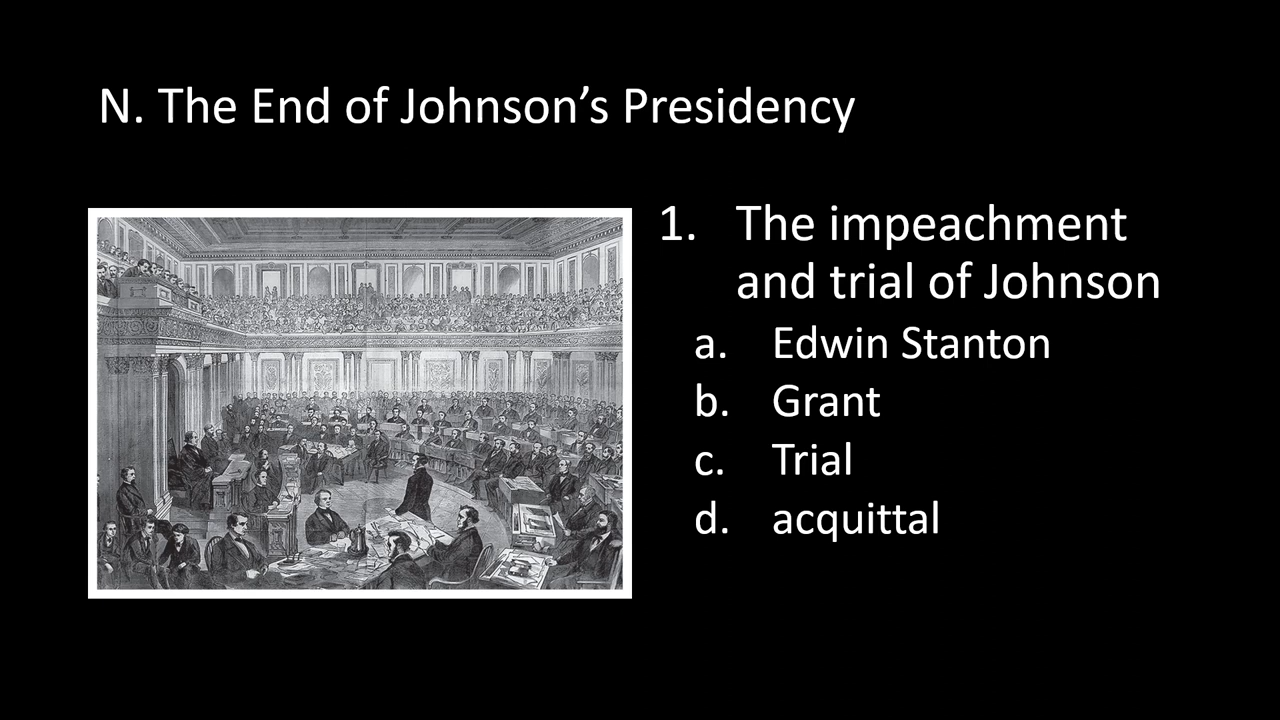 N. The End of Johnson’s Presidency
1. The impeachment
and trial of Johnson
a. Edwin Stanton
b. Grant
c. Trial
d. acquittal